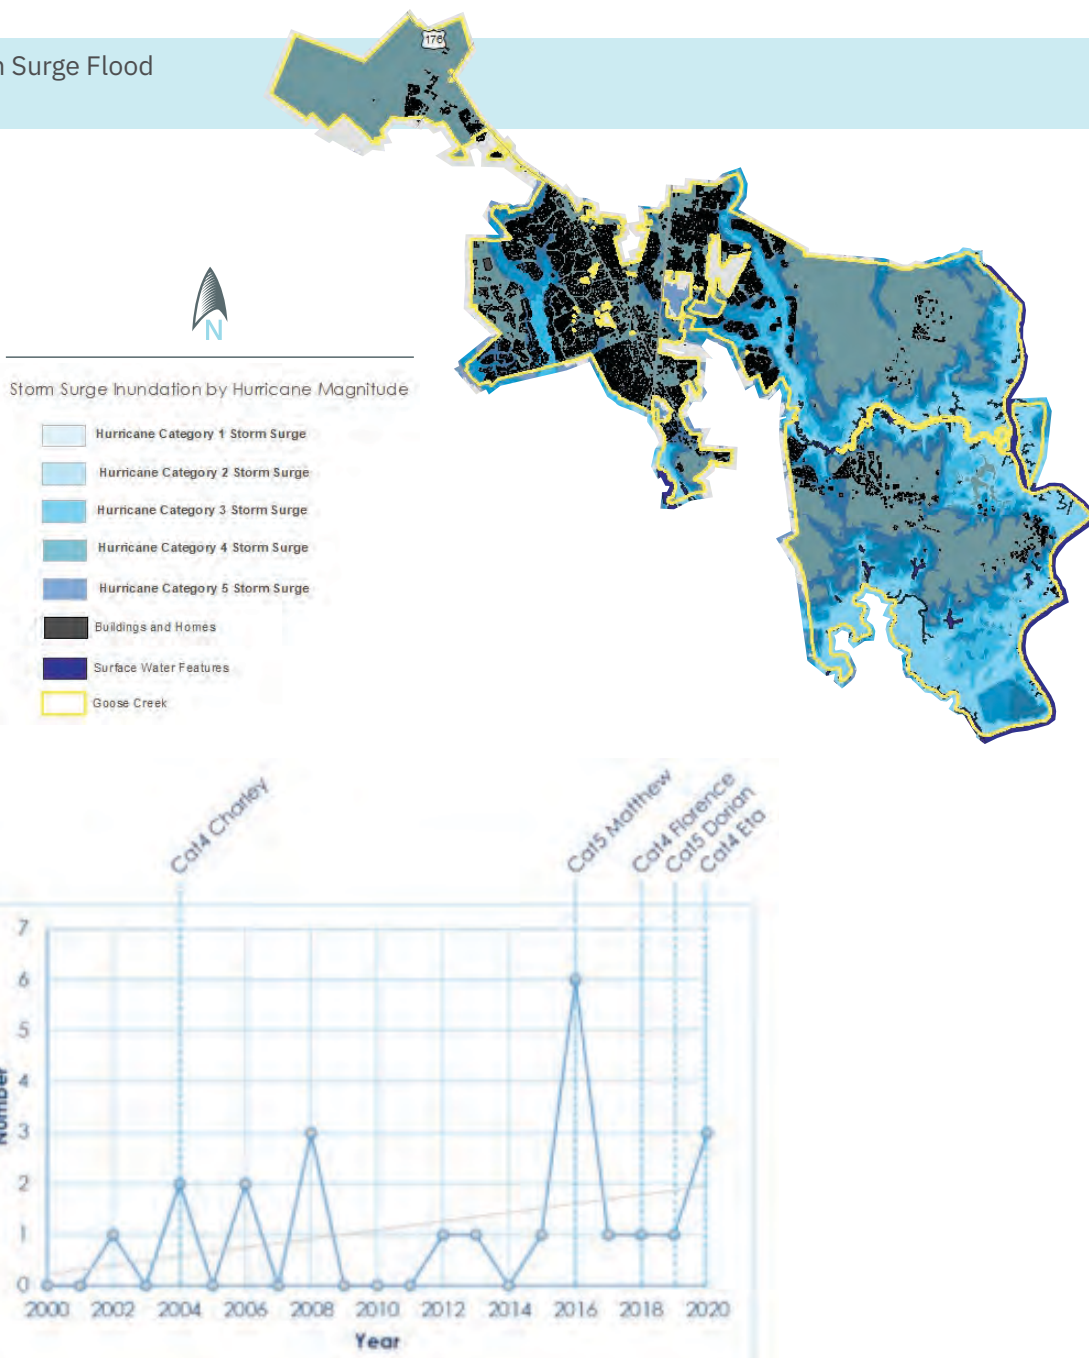 Surge Flood
176
N
Storm Surge Inundation by Hurricane Magnitude
Hurricane Category 1 Storm Surge
Hurricane Category 2 Storm Surge
Hurricane Category 3 Storm Surge
Hurricane Category 4 Storm Surge
Hurricane Category 5 Storm Surge
Buildings and Homes
Surface Water Features
Goose Creek
Cat4 Charley
Cat5 Matthew
Cat4 Florence
Cat5 Dorian
Cat4 Eta
7
6
5
4
3
2
1
0
Number
2000 2002 2004 2006 2008 2010 2012 2014 2016 2018 2020
Year